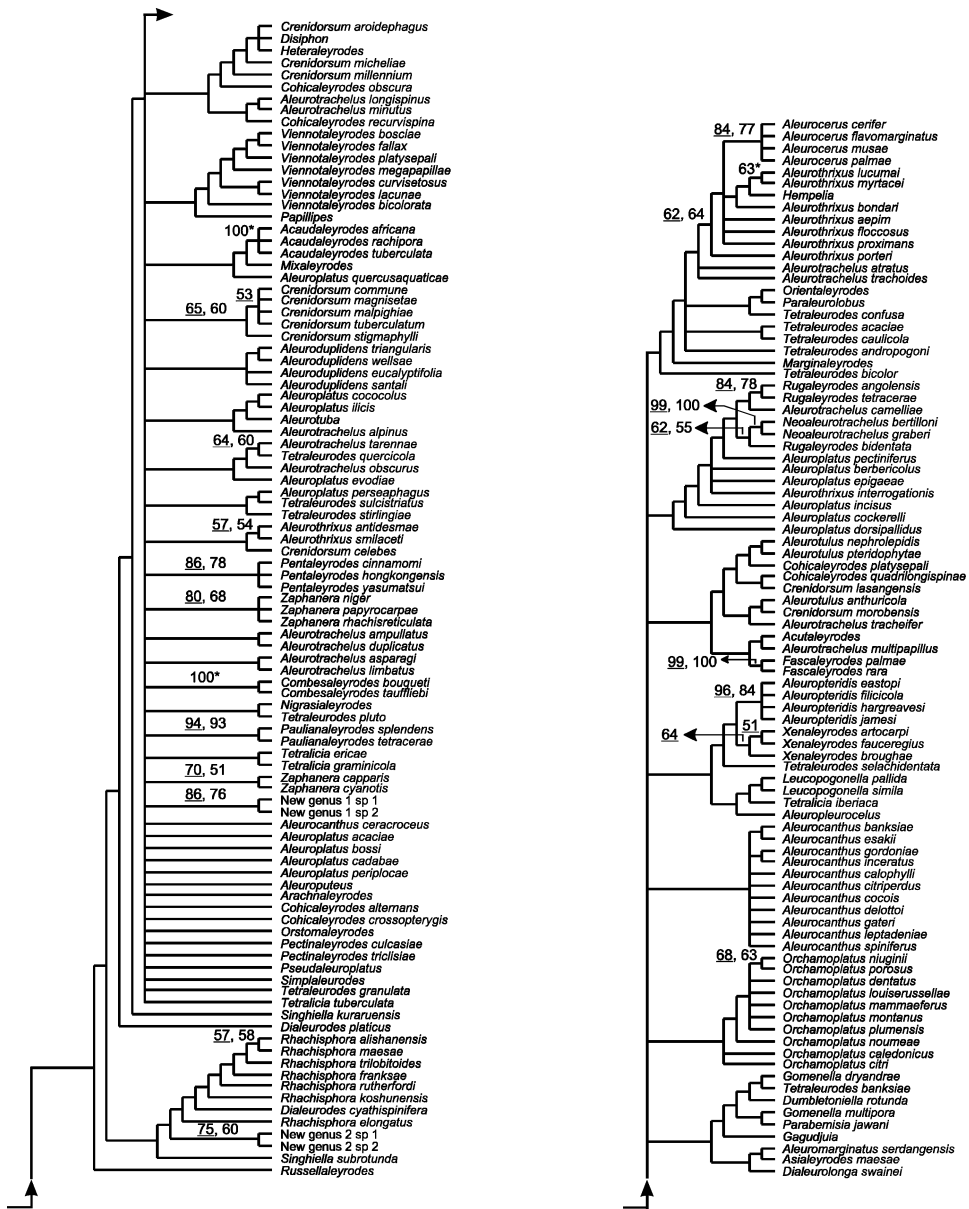 Crenidorsum aroidephagus
Disiphon
Heteraleyrodes
Crenidorsum micheliae
Crenidorsum millennium
Cohicaleyrodes obscura
Aleurotrachelus longispinus
Aleurotrachelus minutus
Cohicaleyrodes recurvispina
Viennotaleyrodes bosciae
Viennotaleyrodes fallax
Viennotaleyrodes platysepali
Viennotaleyrodes megapapillae
Viennotaleyrodes curvisetosus
Viennotaleyrodes lacunae
Viennotaleyrodes bicolorata
Papillipes
100* Acaudaleyrodes africana
Acaudaleyrodes rachipora
Acaudaleyrodes tuberculata
Mixaleyrodes
Aleuroplatus quercusaquaticae
53 Crenidorsum commune
Crenidorsum magnisetae
65, 60 Crenidorsum malpighiae
Crenidorsum tuberculatum
Crenidorsum stigmaphylli
Aleuroduplidens triangularis
Aleuroduplidens wellsae
Aleuroduplidens eucalyptifolia
Aleuroduplidens santali
Aleuroplatus cococolus
Aleuroplatus ilicis
Aleurotuba
Aleurotrachelus alpinus
64, 60 Aleurotrachelus tarennae
Tetraleurodes quercicola
Aleurotrachelus obscurus
Aleuroplatus evodiae
Aleuroplatus perseaphagus
Tetraleurodes sulcistriatus
Tetraleurodes stirlingiae
57, 54 Aleurothrixus antidesmae
Aleurothrixus smilaceti
Crenidorsum celebes
86, 78 Pentaleyrodes cinnamomi
Pentaleyrodes hongkongensis
Pentaleyrodes yasumatsui
80, 68 Zaphanera niger
Zaphanera papyrocarpae
Zaphanera rhachisreticulata
Aleurotrachelus ampullatus
Aleurotrachelus duplicatus
Aleurotrachelus asparagi
Aleurotrachelus limbatus
100* Combesaleyrodes bouqueti
Combesaleyrodes tauffliebi
Nigrasialeyrodes
Tetraleurodes pluto
94, 93 Paulianaleyrodes splendens
Paulianaleyrodes tetracerae
Tetralicia ericae
Tetralicia graminicola
70, 51 Zaphanera capparis
Zaphanera cyanotis
86, 76 New genus 1 sp 1
New genus 1 sp 2
Aleurocanthus ceracroceus
Aleuroplatus acaciae
Aleuroplatus bossi
Aleuroplatus cadabae
Aleuroplatus periplocae
Aleuroputeus
Arachnaleyrodes
Cohicaleyrodes alternans
Cohicaleyrodes crossopterygis
Orstomaleyrodes
Pectinaleyrodes culcasiae
Pectinaleyrodes triclisiae
Pseudaleuroplatus
Simplaleurodes
Tetraleurodes granulata
Tetralicia tuberculata
Singhiella kuraruensis
Dialeurodes platicus
57, 58 Rhachisphora alishanensis
Rhachisphora maesae
Rhachisphora trilobitoides
Rhachisphora franksae
Rhachisphora rutherfordi
Rhachisphora koshunensis
Dialeurodes cyathispinifera
Rhachisphora elongatus
75, 60 New genus 2 sp 1
New genus 2 sp 2
Singhiella subrotunda
Russellaleyrodes
84, 77 Aleurocerus cerifer
Aleurocerus flavomarginatus
Aleurocerus musae
Aleurocerus palmae
63* Aleurothrixus lucumai
Aleurothrixus myrtacei
Hempelia
Aleurothrixus bondari
62, 64 Aleurothrixus aepim
Aleurothrixus floccosus
Aleurothrixus proximans
Aleurothrixus porteri
Aleurotrachelus atratus
Aleurotrachelus trachoides
Orientaleyrodes
Paraleurolobus
Tetraleurodes confusa
Tetraleurodes acaciae
Tetraleurodes caulicola
Tetraleurodes andropogoni
Marginaleyrodes
Tetraleurodes bicolor
84, 78 Rugaleyrodes angolensis
Rugaleyrodes tetracerae
99, 100 Aleurotrachelus camelliae
Neoaleurotrachelus bertilloni
62, 55 Neoaleurotrachelus graberi
Rugaleyrodes bidentata
Aleuroplatus pectiniferus
Aleuroplatus berbericolus
Aleuroplatus epigaeae
Aleurothrixus interrogationis
Aleuroplatus incisus
Aleuroplatus cockerelli
Aleuroplatus dorsipallidus
Aleurotulus nephrolepidis
Aleurotulus pteridophytae
Cohicaleyrodes platysepali
Cohicaleyrodes quadrilongispinae
Crenidorsum lasangensis
Aleurotulus anthuricola
Crenidorsum morobensis
Aleurotrachelus tracheifer
Acutaleyrodes
Aleurotrachelus multipapillus
99, 100 Fascaleyrodes palmae
Fascaleyrodes rara
96, 84 Aleuropteridis eastopi
Aleuropteridis filicicola
Aleuropteridis hargreavesi
Aleuropteridis jamesi
64 51 Xenaleyrodes artocarpi
Xenaleyrodes fauceregius
Xenaleyrodes broughae
Tetraleurodes selachidentata
Leucopogonella pallida
Leucopogonella simila
Tetralicia iberiaca
Aleuropleurocelus
Aleurocanthus banksiae
Aleurocanthus esakii
Aleurocanthus gordoniae
Aleurocanthus inceratus
Aleurocanthus calophylli
Aleurocanthus citriperdus
Aleurocanthus cocois
Aleurocanthus delottoi
Aleurocanthus gateri
Aleurocanthus leptadeniae
Aleurocanthus spiniferus
68, 63 Orchamoplatus niuginii
Orchamoplatus porosus
Orchamoplatus dentatus
Orchamoplatus louiserussellae
Orchamoplatus mammaeferus
Orchamoplatus montanus
Orchamoplatus plumensis
Orchamoplatus noumeae
Orchamoplatus caledonicus
Orchamoplatus citri
Gomenella dryandrae
Tetraleurodes banksiae
Dumbletoniella rotunda
Gomenella multipora
Parabemisia jawani
Gagudjuia
Aleuromarginatus serdangensis
Asialeyrodes maesae
Dialeurolonga swainei